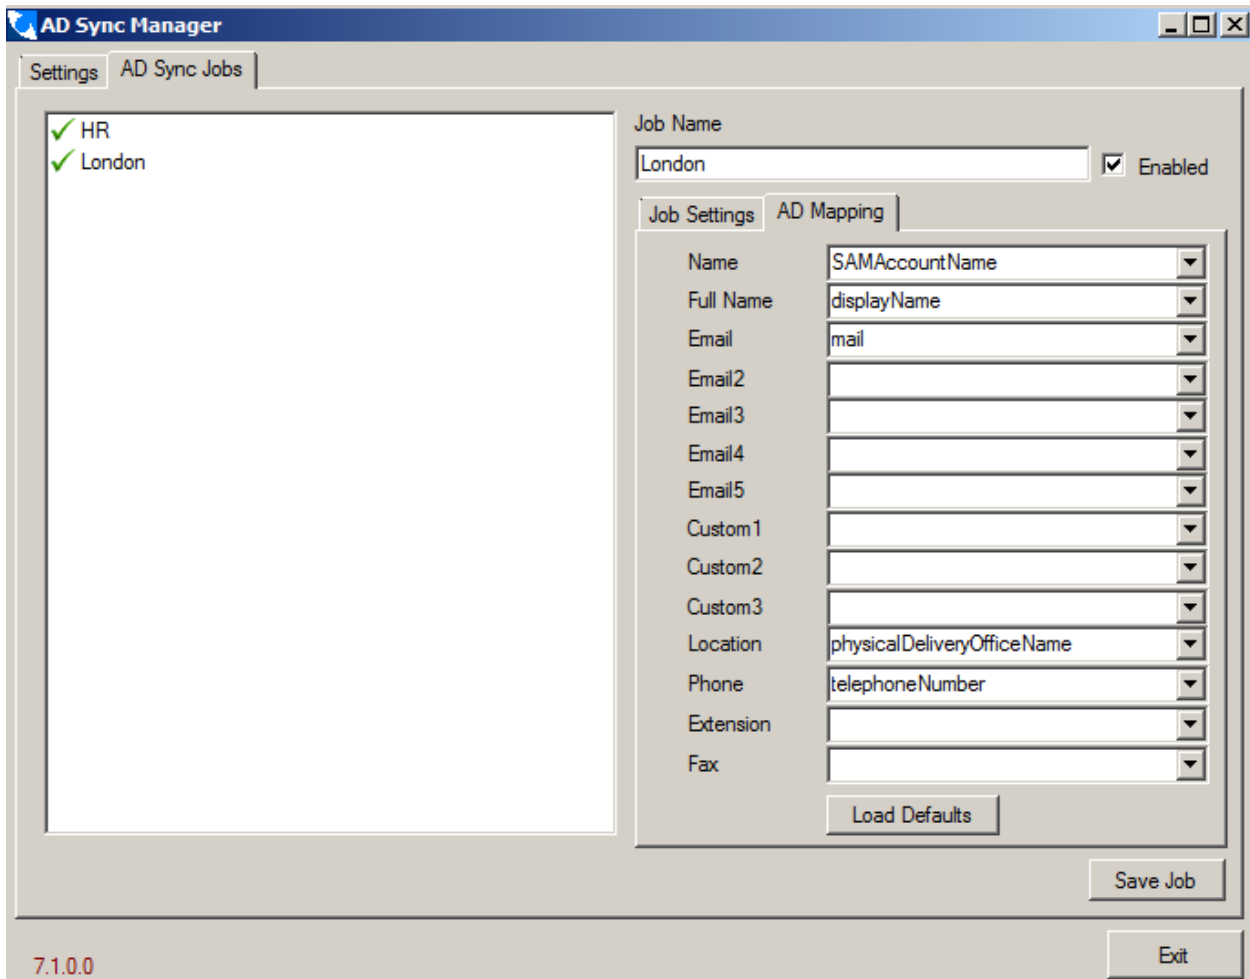 AD Sync Manager
Settings
AD Sync Jobs
HR
London
Job Name
London
Enabled
Job Settings
AD Mapping
Name SAMAccountName
Full Name displayName
Email mail
Email2
Email3
Email4
Email5
Custom1
Custom2
Custom3
Location physicalDeliveryOfficeName
Phone telephoneNumber
Extension
Fax
Load Defaults
Save Job
Exit
7.1.0.0